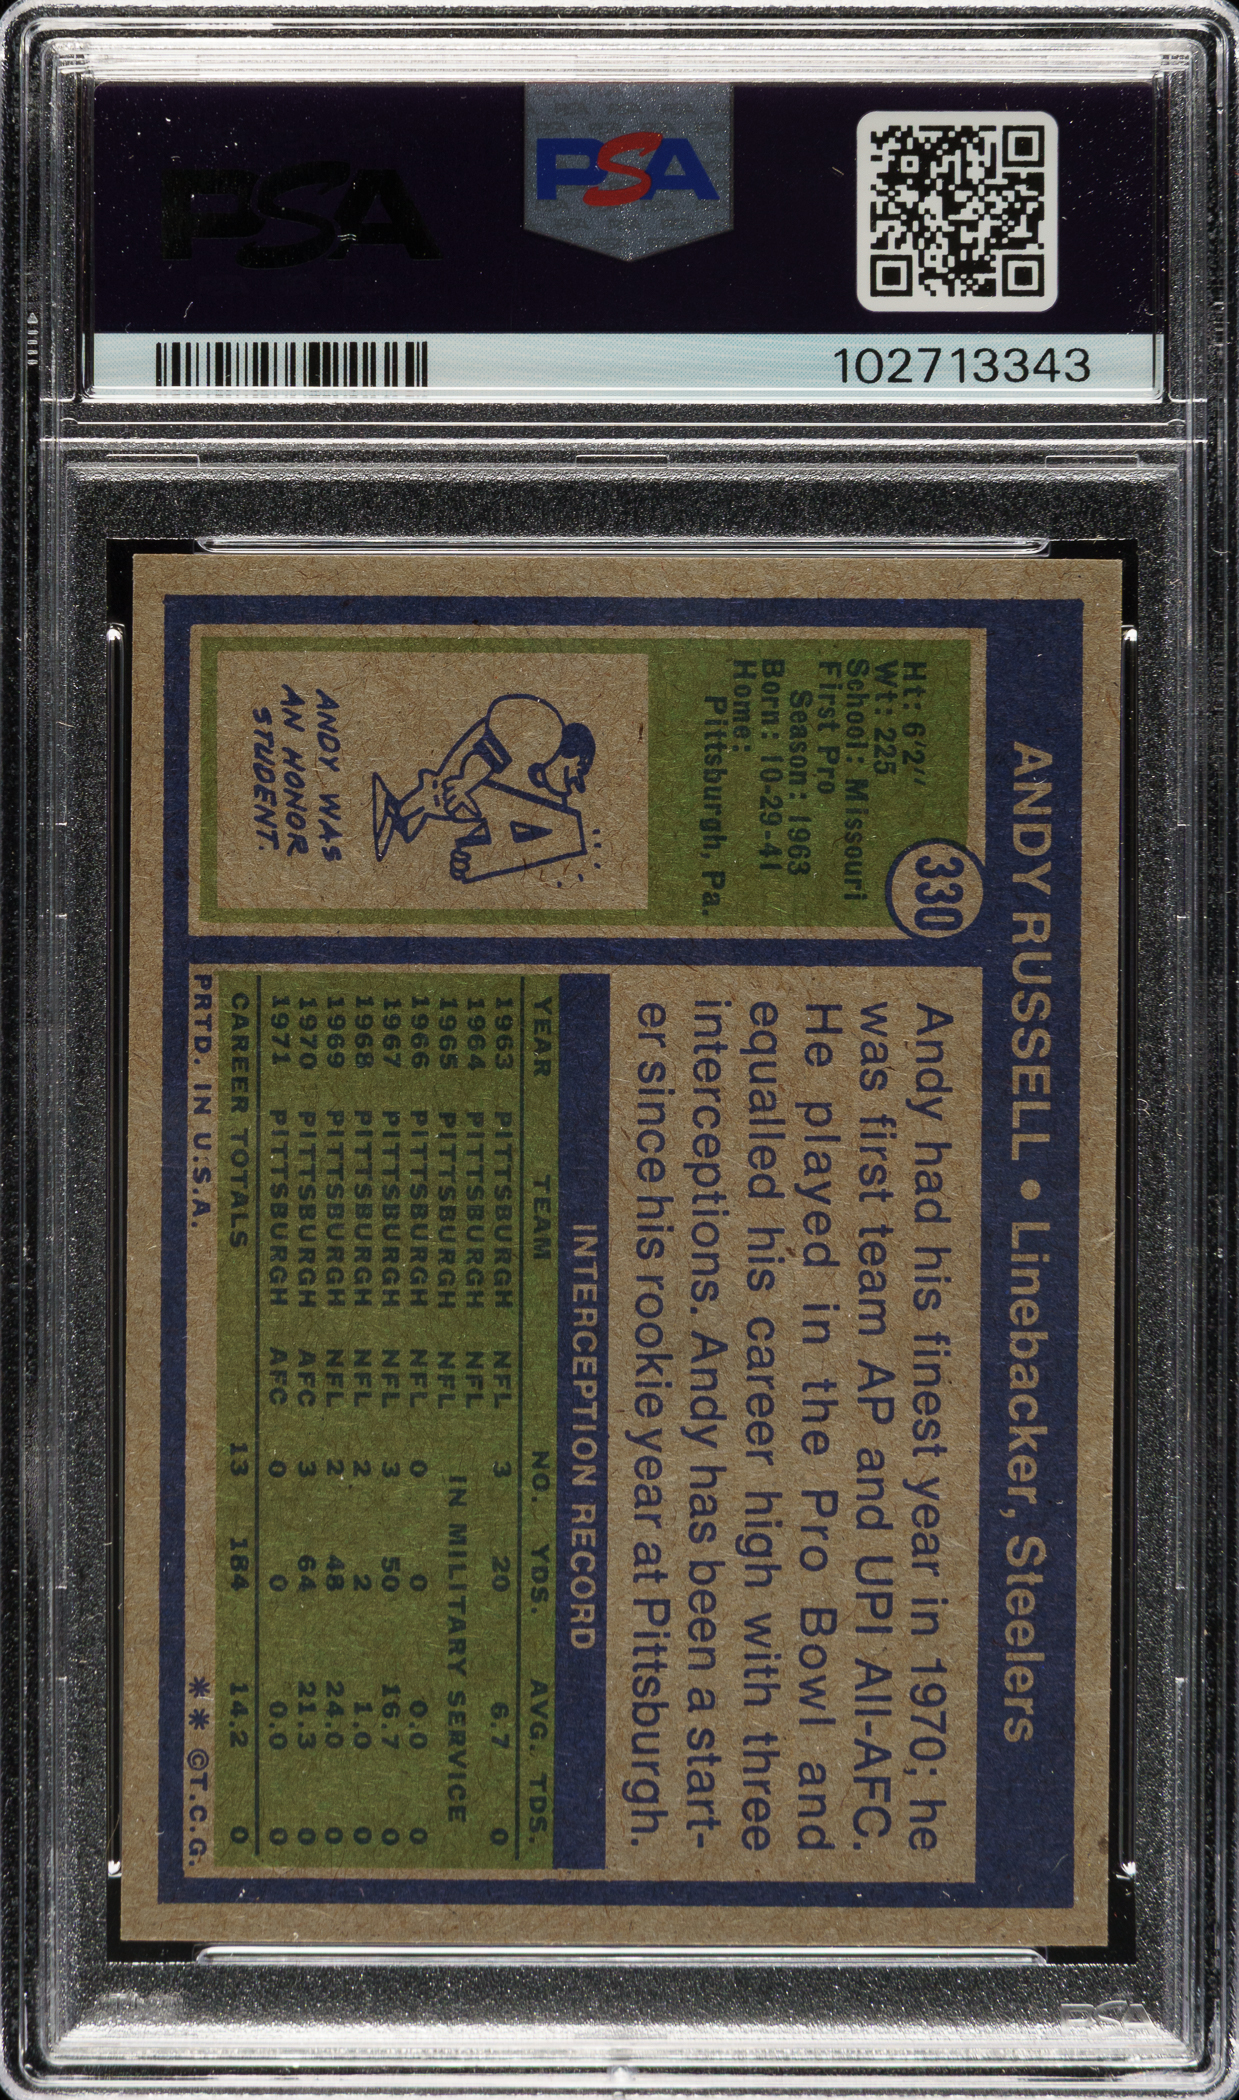 PSA
PSA
102713343
ANDY RUSSELL • Linebacker, Steelers
330
Ht: 6'2"
Wt: 225
School: Missouri
First Pro
Season: 1963
Born: 10-29-41
Home:
Pittsburgh, Pa.
ANDY WAS
AN HONOR
STUDENT.
A
Andy had his finest year in 1970; he
was first team AP and UPI All-AFC.
He played in the Pro Bowl and
equalled his career high with three
interceptions. Andy has been a start-
er since his rookie year at Pittsburgh.
INTERCEPTION RECORD
YEAR TEAM NO. YDS. AVG. TDS.
1963 PITTSBURGH NFL 3 20 6.7 0
1964 PITTSBURGH NFL
1965 PITTSBURGH NFL IN MILITARY SERVICE
1966 PITTSBURGH NFL 0 0 0.0 0
1967 PITTSBURGH NFL 3 50 16.7 0
1968 PITTSBURGH NFL 2 2 1.0 0
1969 PITTSBURGH NFL 2 48 24.0 0
1970 PITTSBURGH AFC 3 64 21.3 0
1971 PITTSBURGH AFC 0 0 0.0 0
CAREER TOTALS 13 184 14.2 0
PRTD. IN U.S.A. ** ©T.C.G.
PSA